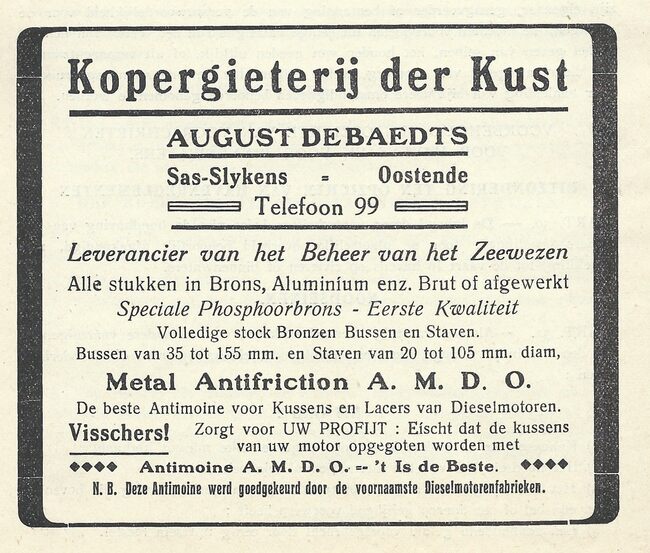 Kopergieterij der Kust
AUGUST DEBAEDTS
Sas-Slykens = Oostende
Telefoon 99
Leverancier van het Beheer van het Zeewezen
Alle stukken in Brons, Aluminium enz. Brut of afgewerkt
Speciale Phosphoorbrons - Eerste Kwaliteit
Volledige stock Bronzen Bussen en Staven.
Bussen van 35 tot 155 mm. en Staven van 20 tot 105 mm. diam,
Metal Antifriction A. M. D. O.
De beste Antimoine voor Kussens en Lacers van Dieselmotoren.
Visschers! Zorgt voor UW PROFIJT : Eischt dat de kussens
van uw motor opgegoten worden met
Antimoine A. M. D. O. -- 't Is de Beste.
N. B. Deze Antimoine werd goedgekeurd door de voornaamste Dieselmotorenfabrieken.